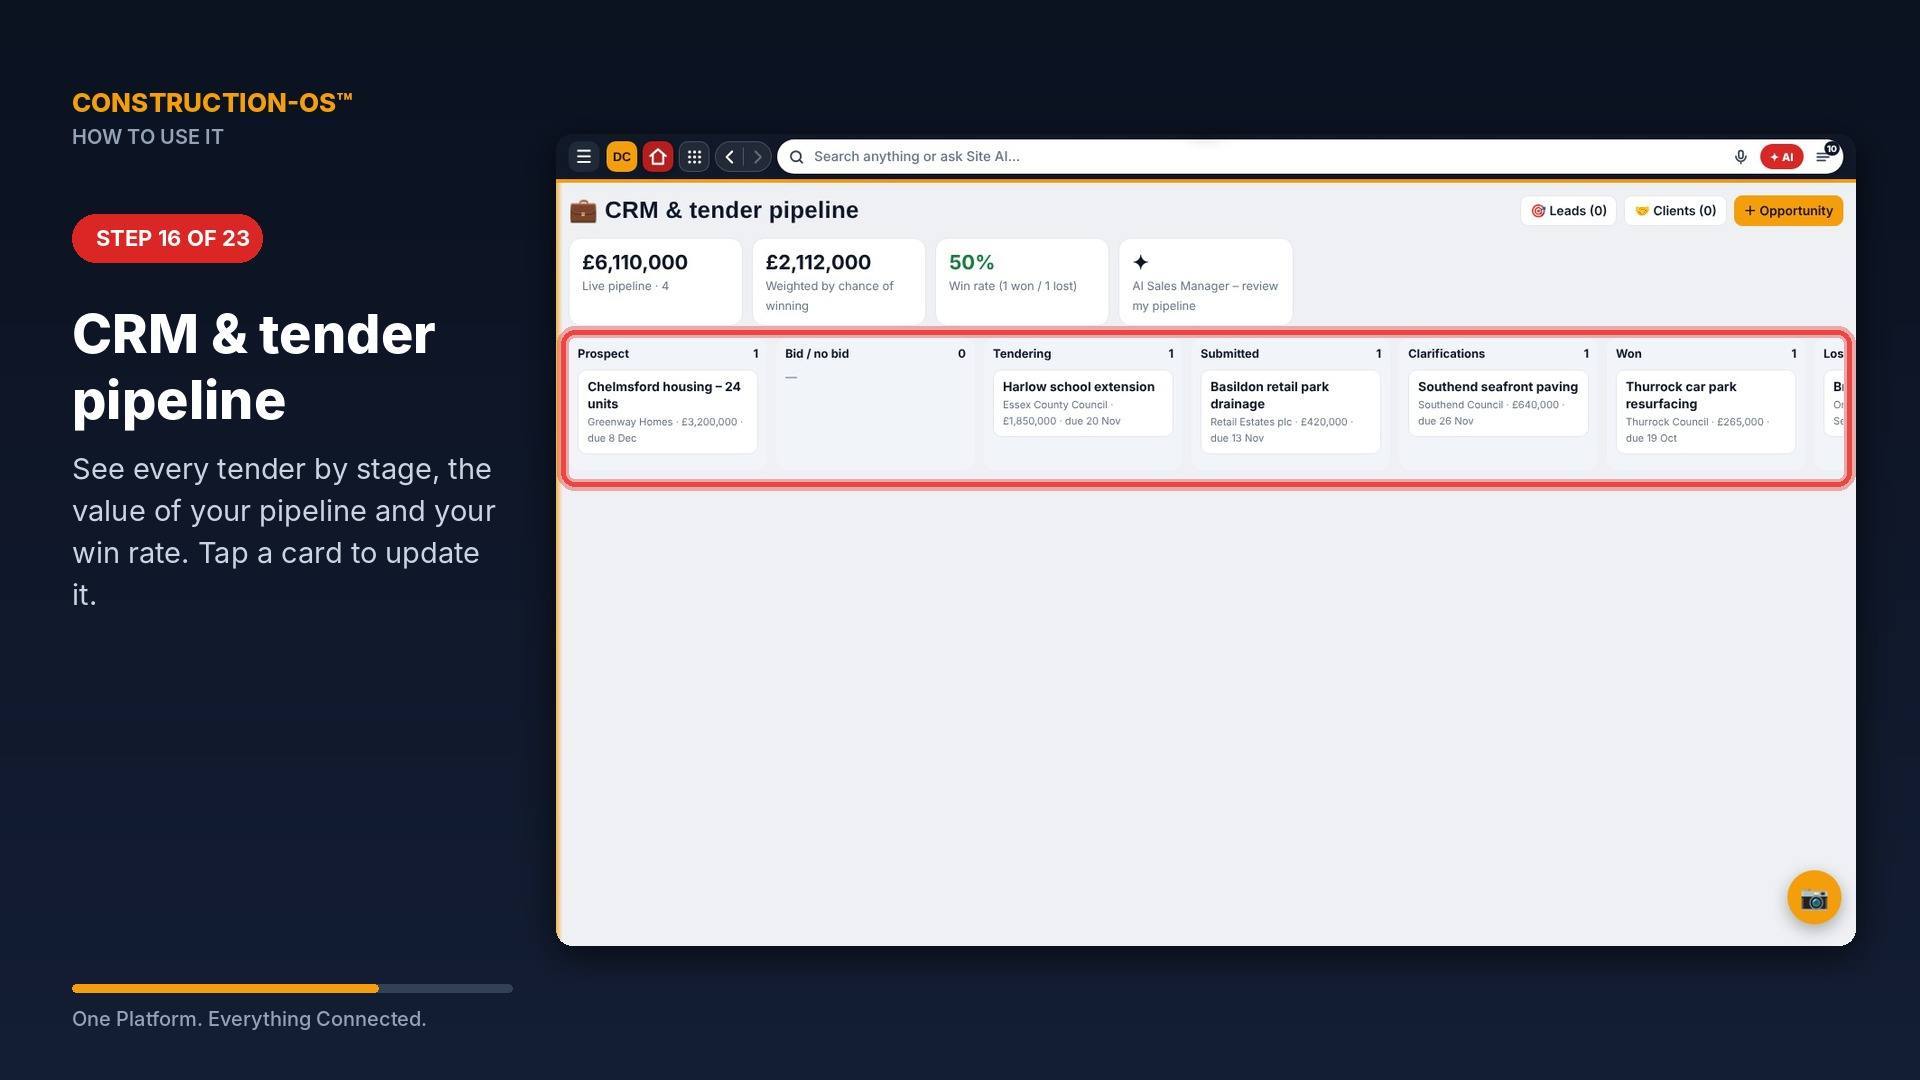 CONSTRUCTION-OS™
HOW TO USE IT
STEP 16 OF 23
CRM & tender
pipeline
See every tender by stage, the
value of your pipeline and your
win rate. Tap a card to update
it.
One Platform. Everything Connected.
DC
Search anything or ask Site AI...
✦ AI
10
CRM & tender pipeline
Leads (0)
Clients (0)
+ Opportunity
£6,110,000
Live pipeline · 4
£2,112,000
Weighted by chance of
winning
50%
Win rate (1 won / 1 lost)
✦
AI Sales Manager – review
my pipeline
Prospect 1
Chelmsford housing – 24
units
Greenway Homes · £3,200,000 ·
due 8 Dec
Bid / no bid 0
—
Tendering 1
Harlow school extension
Essex County Council ·
£1,850,000 · due 20 Nov
Submitted 1
Basildon retail park
drainage
Retail Estates plc · £420,000 ·
due 13 Nov
Clarifications 1
Southend seafront paving
Southend Council · £640,000 ·
due 26 Nov
Won 1
Thurrock car park
resurfacing
Thurrock Council · £265,000 ·
due 19 Oct
Los